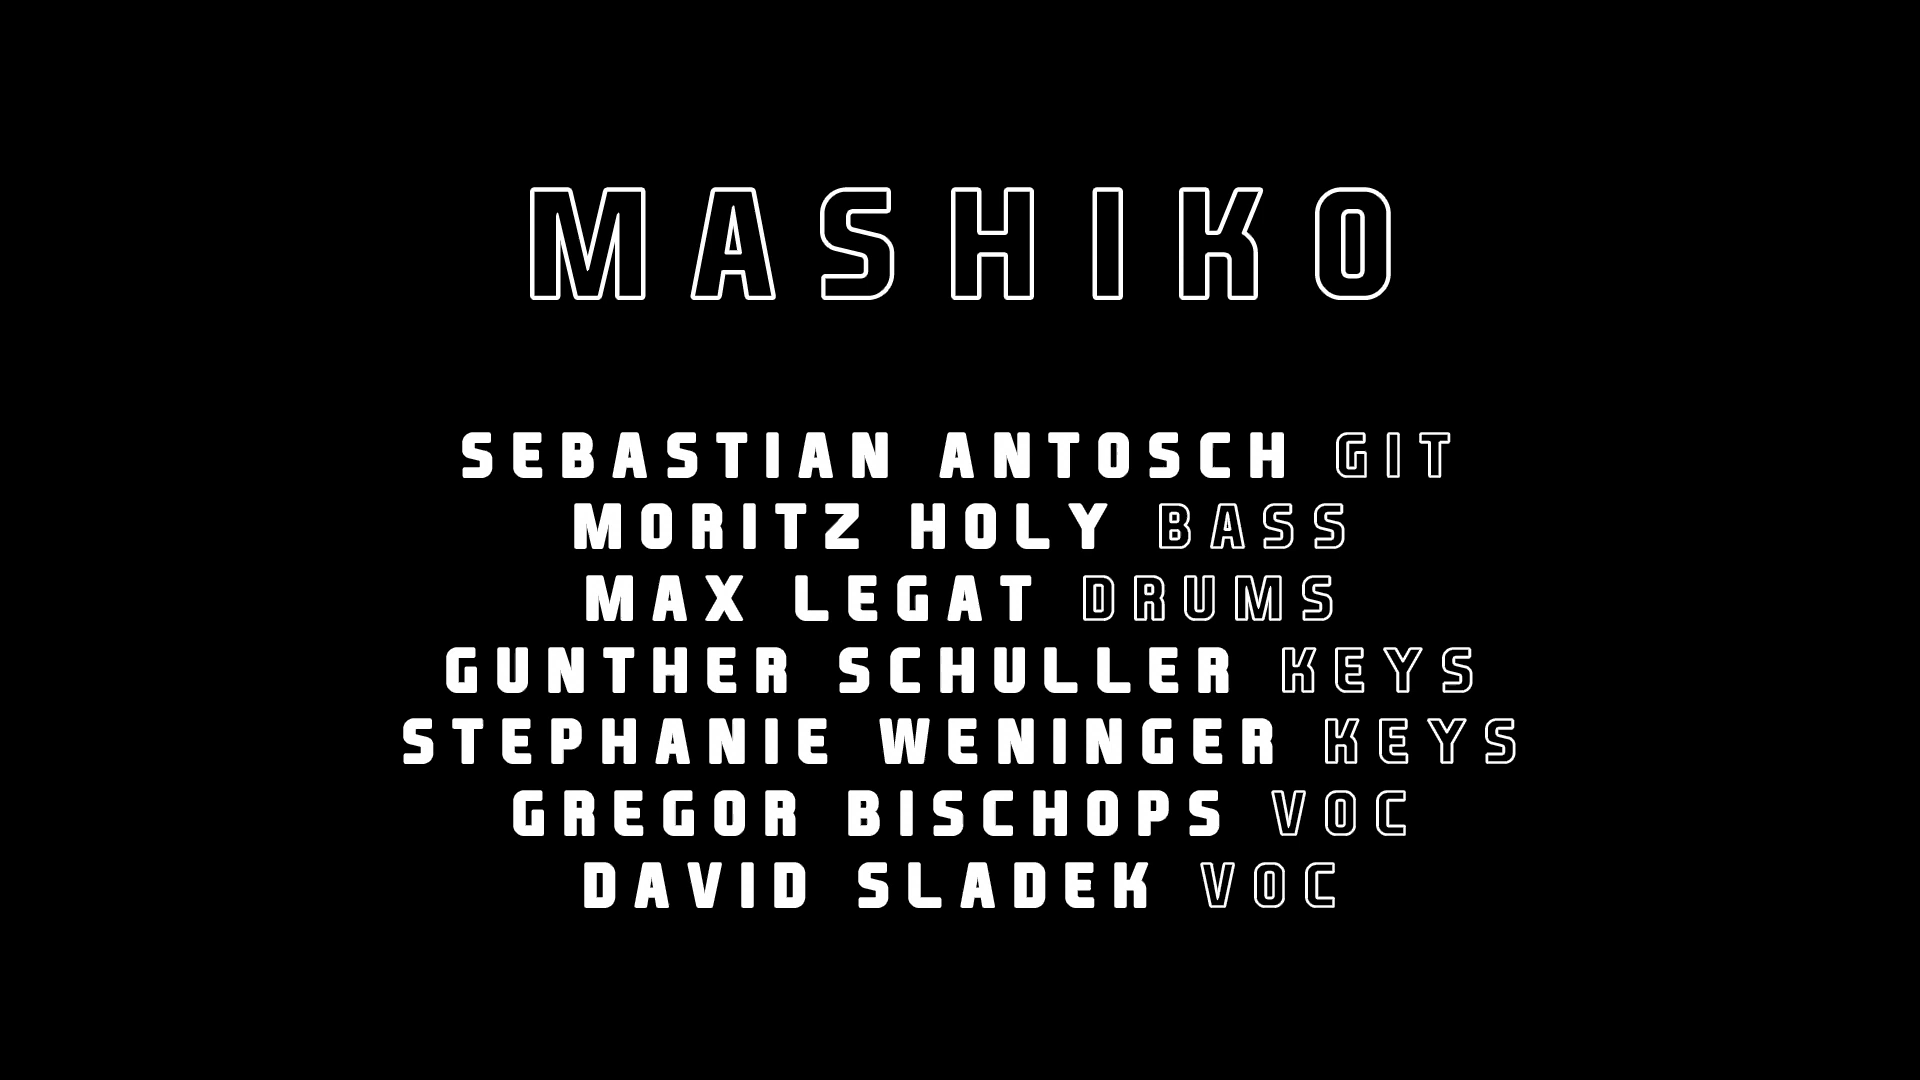 MASHIKO
SEBASTIAN ANTOSCH GIT
MORITZ HOLY BASS
MAX LEGAT DRUMS
GUNTHER SCHULLER KEYS
STEPHANIE WENINGER KEYS
GREGOR BISCHOPS VOC
DAVID SLADEK VOC